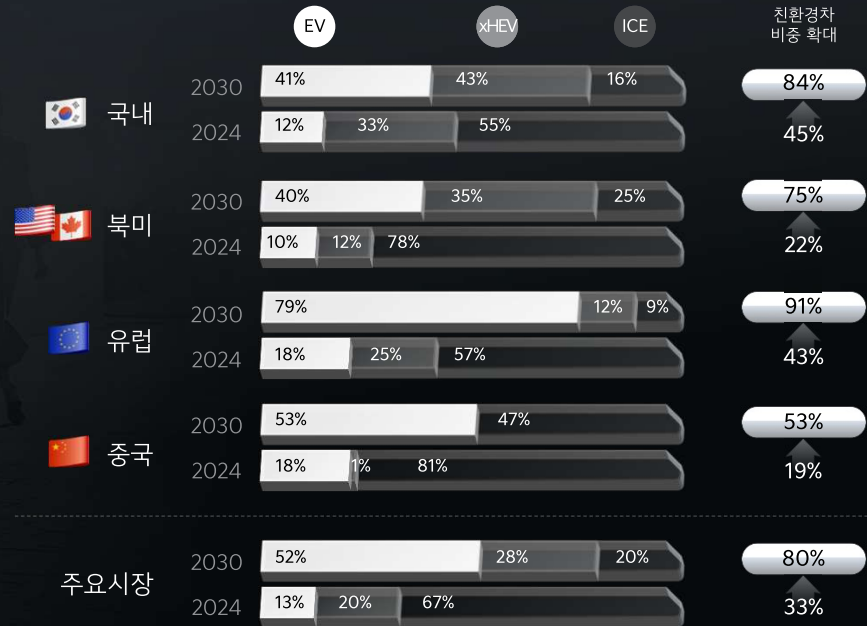 EV xHEV ICE 친환경차
비중 확대
국내
2030 41% 43% 16% 84%
2024 12% 33% 55% 45%
북미
2030 40% 35% 25% 75%
2024 10% 12% 78% 22%
유럽
2030 79% 12% 9% 91%
2024 18% 25% 57% 43%
중국
2030 53% 47% 53%
2024 18% 1% 81% 19%
주요시장
2030 52% 28% 20% 80%
2024 13% 20% 67% 33%